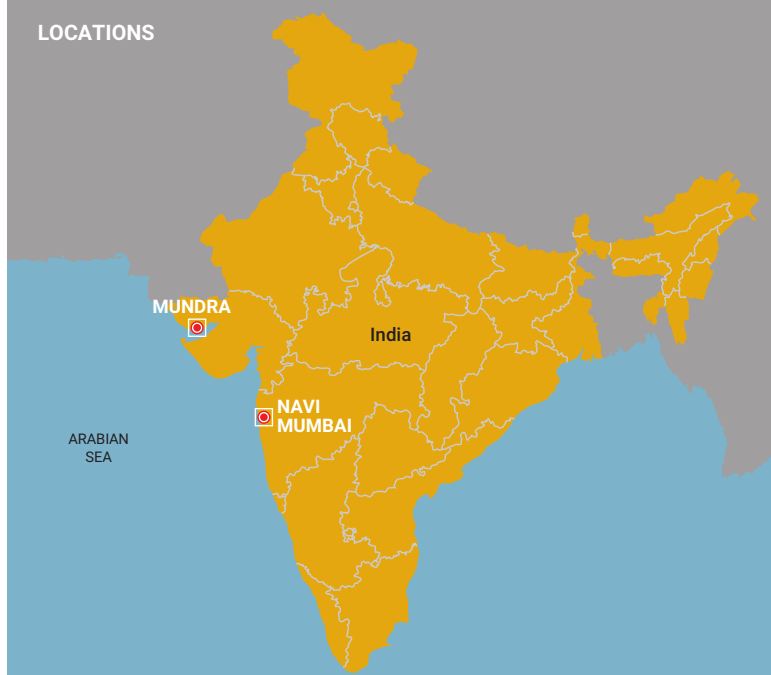 LOCATIONS
MUNDRA
India
NAVI
MUMBAI
ARABIAN
SEA